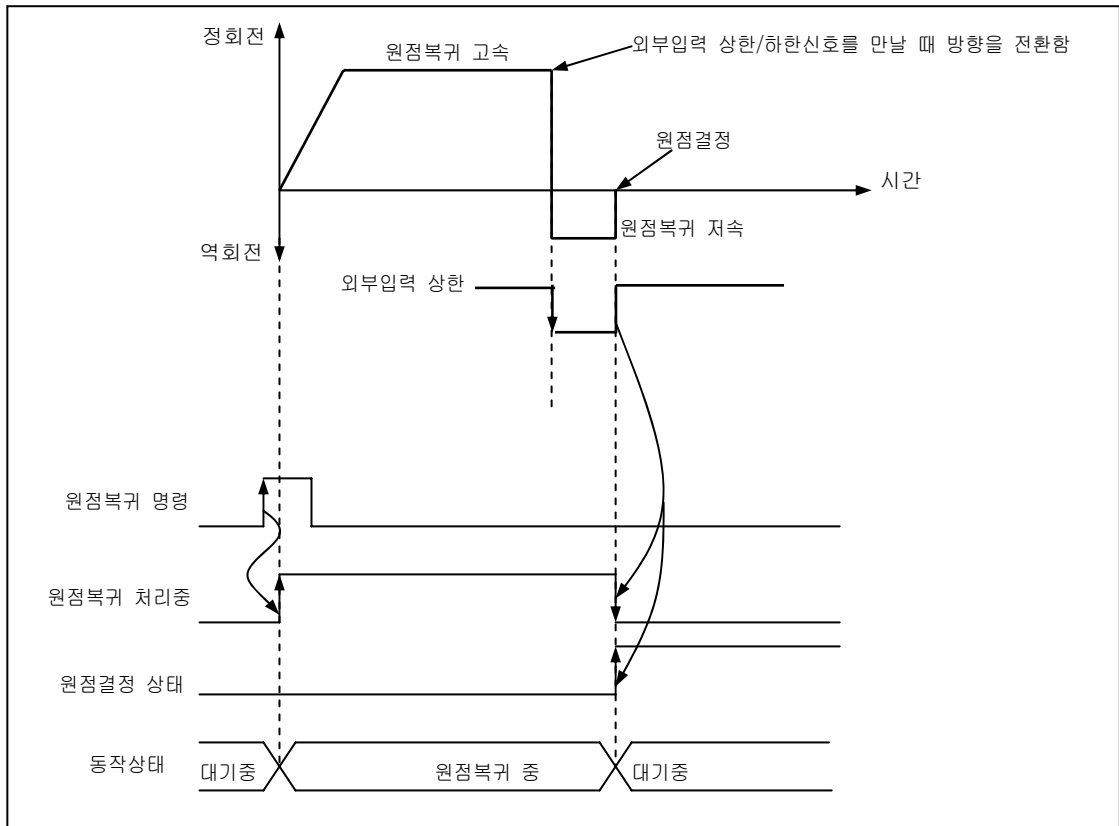 정회전
원점복귀 고속
외부입력 상한/하한신호를 만날 때 방향을 전환함
원점결정
시간
원점복귀 저속
역회전
외부입력 상한
원점복귀 명령
원점복귀 처리중
원점결정 상태
동작상태
대기중
원점복귀 중
대기중